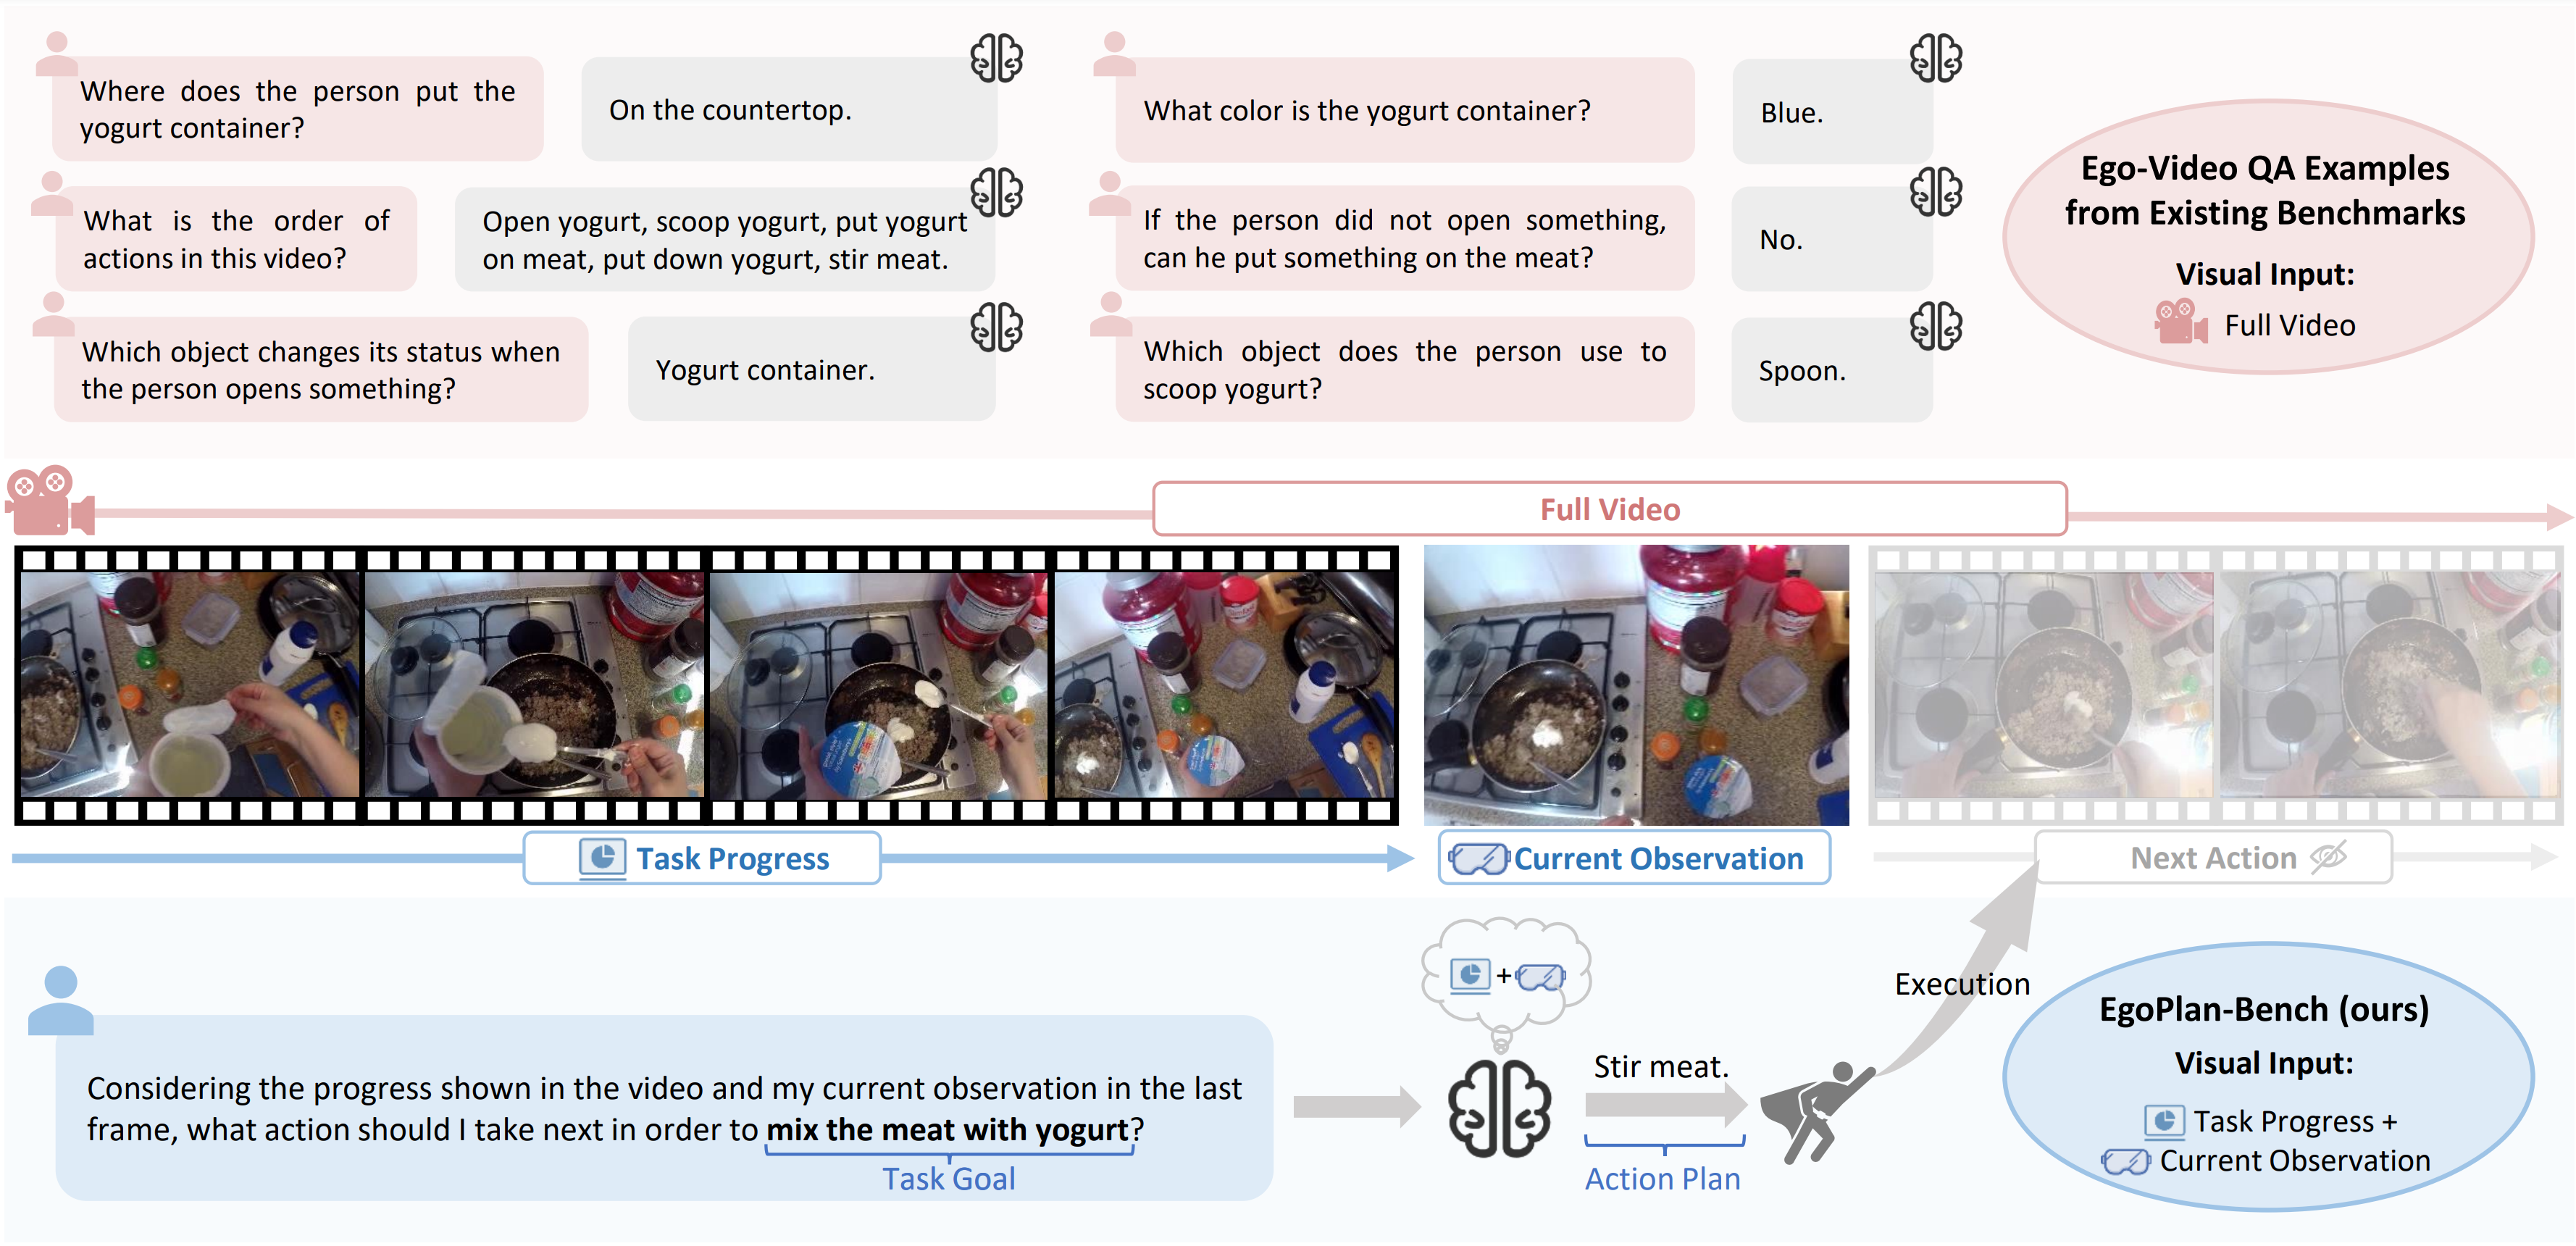 Where does the person put the
yogurt container?
On the countertop.
What color is the yogurt container?
Blue.
What is the order of
actions in this video?
Open yogurt, scoop yogurt, put yogurt
on meat, put down yogurt, stir meat.
If the person did not open something,
can he put something on the meat?
No.
Which object changes its status when
the person opens something?
Yogurt container.
Which object does the person use to
scoop yogurt?
Spoon.
Ego-Video QA Examples
from Existing Benchmarks
Visual Input:
Full Video
Full Video
Task Progress
Current Observation
Next Action
Considering the progress shown in the video and my current observation in the last
frame, what action should I take next in order to mix the meat with yogurt?
Task Goal
+
Stir meat.
Action Plan
Execution
EgoPlan-Bench (ours)
Visual Input:
Task Progress +
Current Observation